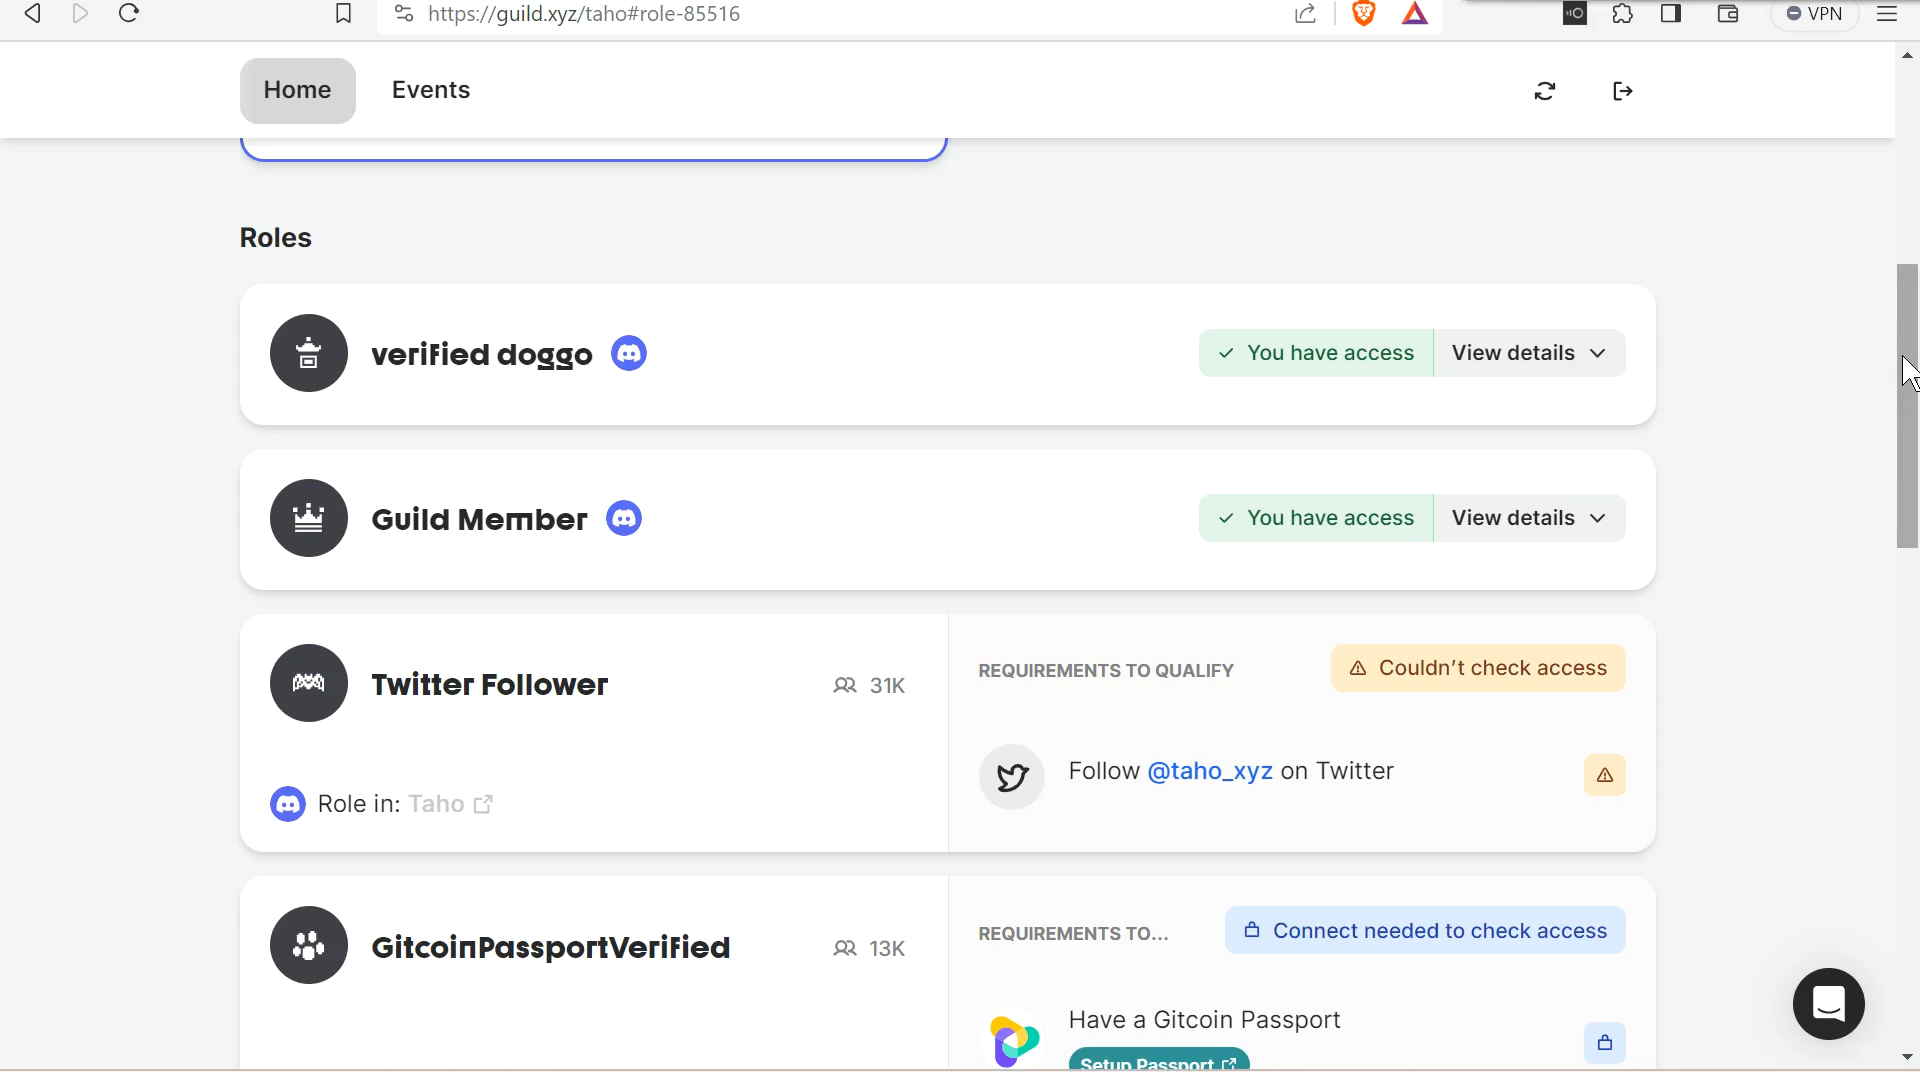 https://guild.xyz/taho#role-85516
VPN
Home
Events
Roles
verified doggo
You have access
View details
Guild Member
You have access
View details
Twitter Follower
31K
REQUIREMENTS TO QUALIFY
Couldn't check access
Follow @taho_xyz on Twitter
Role in: Taho
GitcoinPassportVerified
13K
REQUIREMENTS TO...
Connect needed to check access
Have a Gitcoin Passport
Setup Passport